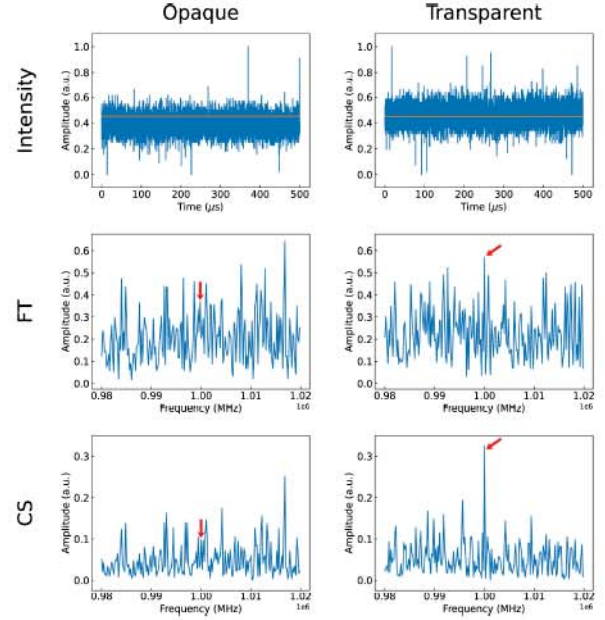 Opaque
Transparent
Intensity
Amplitude (a.u.)
1.0
0.8
0.6
0.4
0.2
0.0
0 100 200 300 400 500
Time (μs)
Amplitude (a.u.)
1.0
0.8
0.6
0.4
0.2
0.0
0 100 200 300 400 500
Time (μs)
FT
Amplitude (a.u.)
0.6
0.5
0.4
0.3
0.2
0.1
0.0
0.98 0.99 1.00 1.01 1.02
Frequency (MHz)
1e6
Amplitude (a.u.)
0.6
0.5
0.4
0.3
0.2
0.1
0.0
0.98 0.99 1.00 1.01 1.02
Frequency (MHz)
1e6
CS
Amplitude (a.u.)
0.3
0.2
0.1
0.0
0.98 0.99 1.00 1.01 1.02
Frequency (MHz)
1e6
Amplitude (a.u.)
0.3
0.2
0.1
0.0
0.98 0.99 1.00 1.01 1.02
Frequency (MHz)
1e6